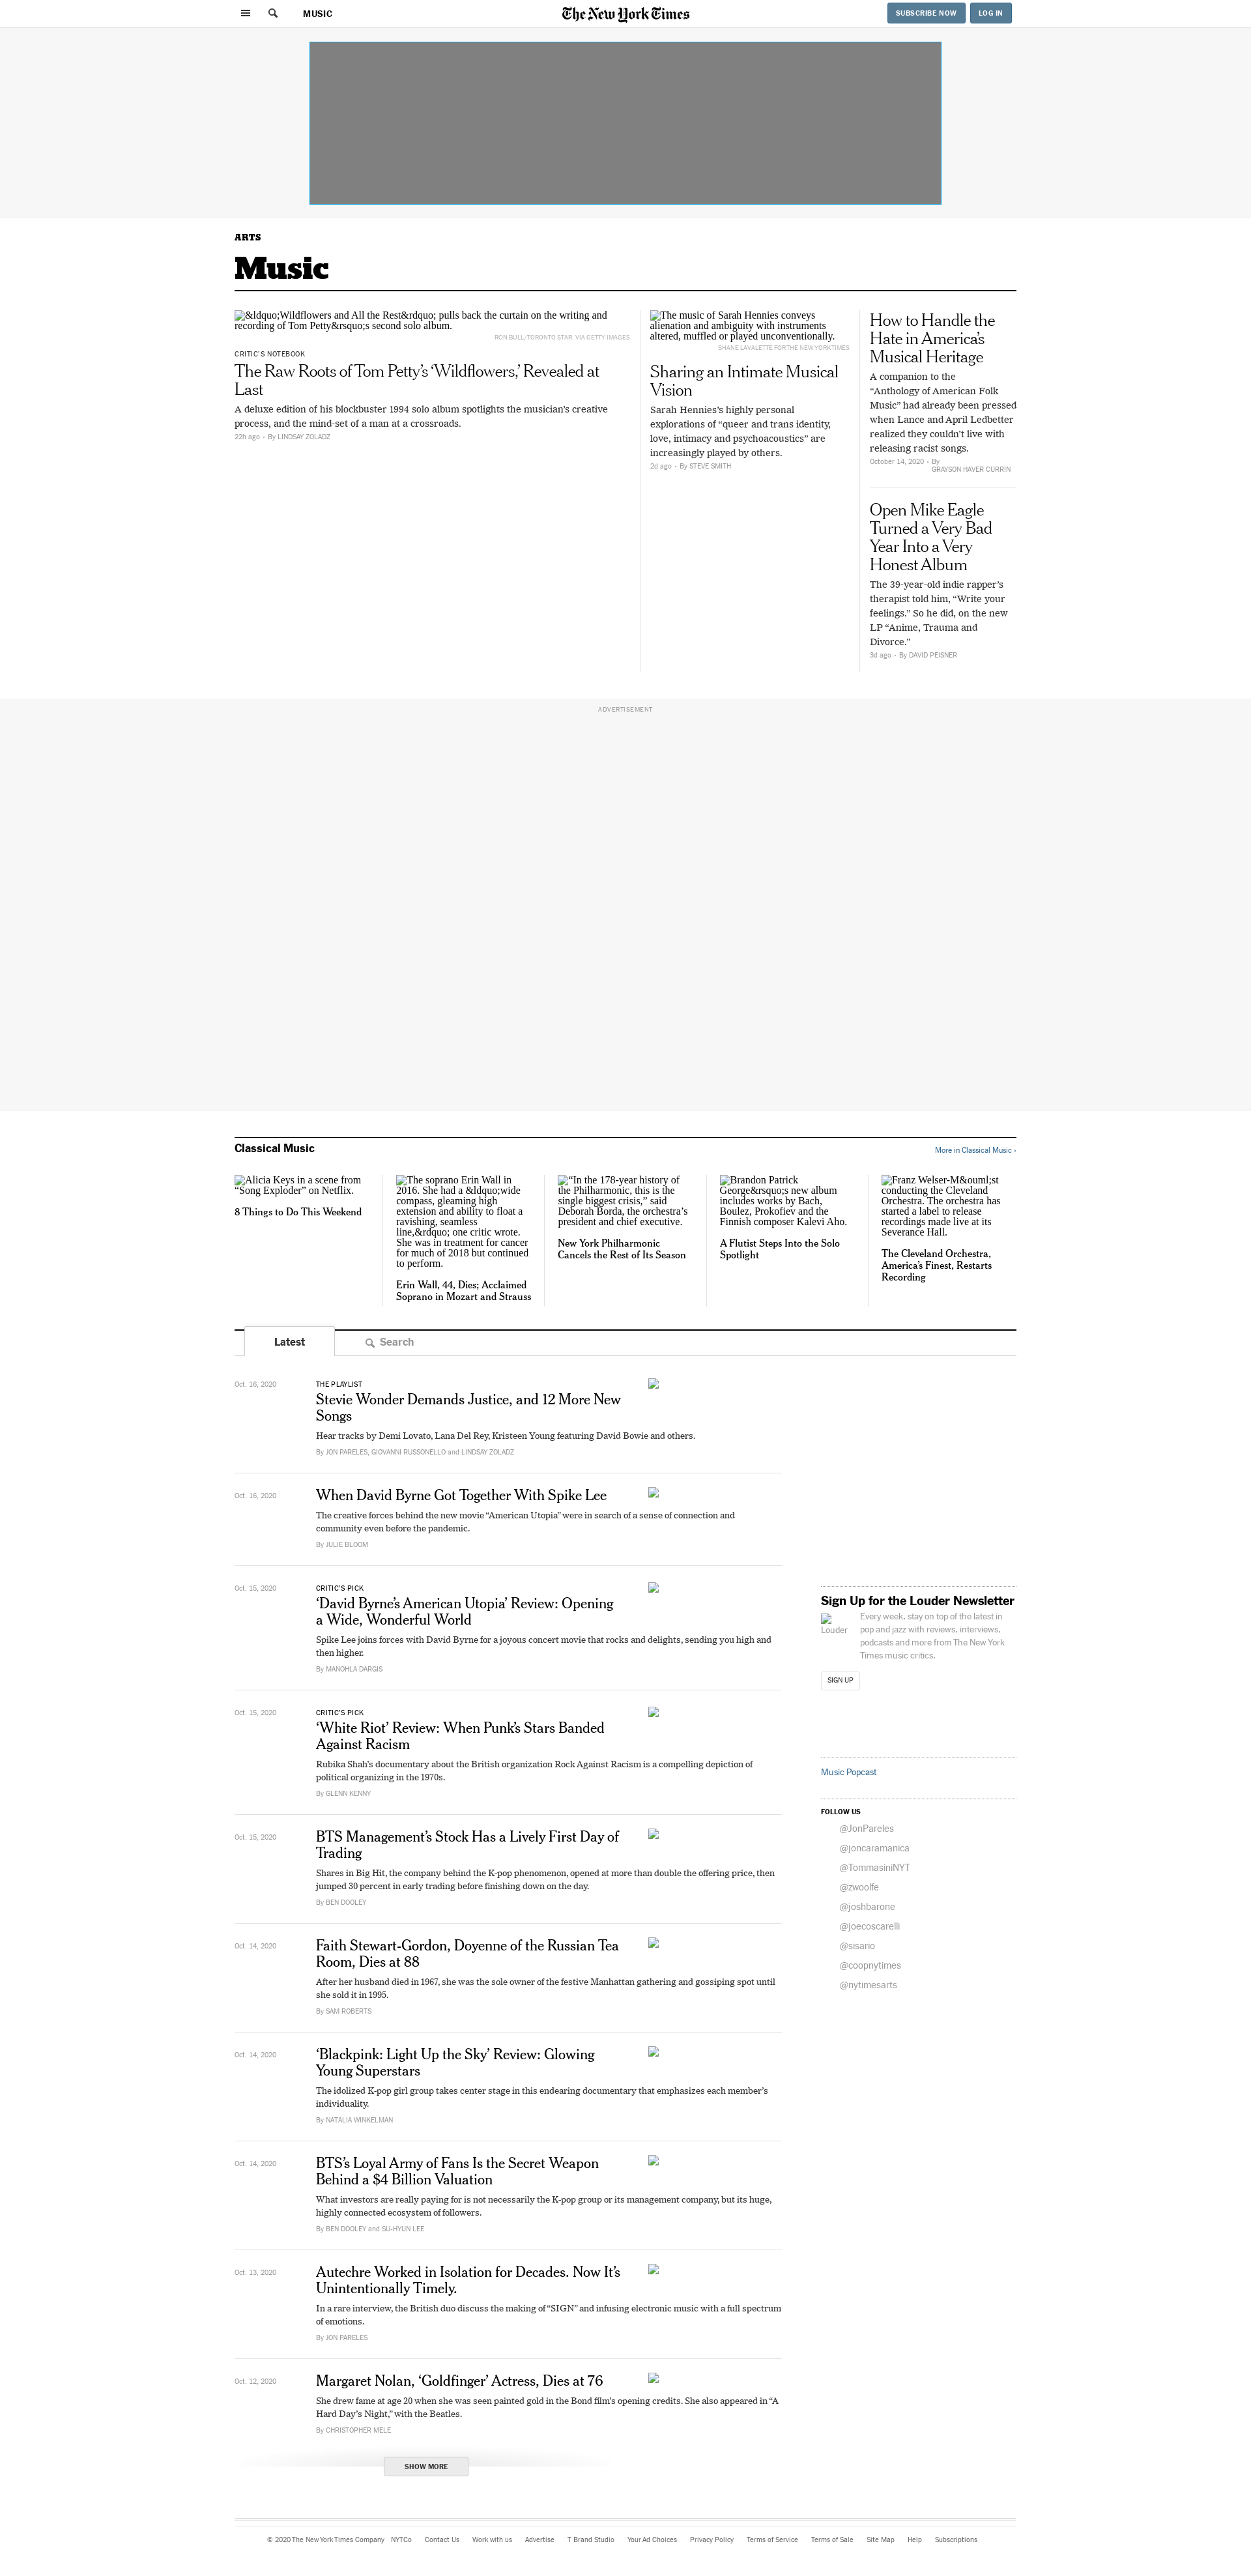 MUSIC
The New York Times
SUBSCRIBE NOW
LOG IN
ARTS
Music
&ldquo;Wildflowers and All the Rest&rdquo; pulls back the curtain on the writing and
recording of Tom Petty&rsquo;s second solo album.
RON BULL/TORONTO STAR, VIA GETTY IMAGES
CRITIC'S NOTEBOOK
The Raw Roots of Tom Petty's ‘Wildflowers,’ Revealed at
Last
A deluxe edition of his blockbuster 1994 solo album spotlights the musician's creative
process, and the mind-set of a man at a crossroads.
22h ago - By LINDSAY ZOLADZ
The music of Sarah Hennies conveys
alienation and ambiguity with instruments
altered, muffled or played unconventionally.
SHANE LAVALETTE FOR THE NEW YORK TIMES
Sharing an Intimate Musical
Vision
Sarah Hennies's highly personal
explorations of “queer and trans identity,
love, intimacy and psychoacoustics” are
increasingly played by others.
2d ago - By STEVE SMITH
How to Handle the
Hate in America's
Musical Heritage
A companion to the
“Anthology of American Folk
Music” had already been pressed
when Lance and April Ledbetter
realized they couldn't live with
releasing racist songs.
October 14, 2020 - By
GRAYSON HAVER CURRIN
Open Mike Eagle
Turned a Very Bad
Year Into a Very
Honest Album
The 39-year-old indie rapper's
therapist told him, “Write your
feelings.” So he did, on the new
LP “Anime, Trauma and
Divorce.”
3d ago - By DAVID PEISNER
ADVERTISEMENT
Classical Music
More in Classical Music ›
Alicia Keys in a scene from
“Song Exploder” on Netflix.
8 Things to Do This Weekend
The soprano Erin Wall in
2016. She had a &ldquo;wide
compass, gleaming high
extension and ability to float a
ravishing, seamless
line,&rdquo; one critic wrote.
She was in treatment for cancer
for much of 2018 but continued
to perform.
Erin Wall, 44, Dies; Acclaimed
Soprano in Mozart and Strauss
“In the 178-year history of
the Philharmonic, this is the
single biggest crisis,” said
Deborah Borda, the orchestra’s
president and chief executive.
New York Philharmonic
Cancels the Rest of Its Season
Brandon Patrick
George&rsquo;s new album
includes works by Bach,
Boulez, Prokofiev and the
Finnish composer Kalevi Aho.
A Flutist Steps Into the Solo
Spotlight
Franz Welser-M&ouml;st
conducting the Cleveland
Orchestra. The orchestra has
started a label to release
recordings made live at its
Severance Hall.
The Cleveland Orchestra,
America's Finest, Restarts
Recording
Latest
Search
Oct. 16, 2020
THE PLAYLIST
Stevie Wonder Demands Justice, and 12 More New
Songs
Hear tracks by Demi Lovato, Lana Del Rey, Kristeen Young featuring David Bowie and others.
By JON PARELES, GIOVANNI RUSSONELLO and LINDSAY ZOLADZ
Oct. 16, 2020
When David Byrne Got Together With Spike Lee
The creative forces behind the new movie “American Utopia” were in search of a sense of connection and
community even before the pandemic.
By JULIE BLOOM
Oct. 15, 2020
CRITIC'S PICK
‘David Byrne's American Utopia’ Review: Opening
a Wide, Wonderful World
Spike Lee joins forces with David Byrne for a joyous concert movie that rocks and delights, sending you high and
then higher.
By MANOHLA DARGIS
Oct. 15, 2020
CRITIC'S PICK
‘White Riot’ Review: When Punk's Stars Banded
Against Racism
Rubika Shah's documentary about the British organization Rock Against Racism is a compelling depiction of
political organizing in the 1970s.
By GLENN KENNY
Oct. 15, 2020
BTS Management's Stock Has a Lively First Day of
Trading
Shares in Big Hit, the company behind the K-pop phenomenon, opened at more than double the offering price, then
jumped 30 percent in early trading before finishing down on the day.
By BEN DOOLEY
Oct. 14, 2020
Faith Stewart-Gordon, Doyenne of the Russian Tea
Room, Dies at 88
After her husband died in 1967, she was the sole owner of the festive Manhattan gathering and gossiping spot until
she sold it in 1995.
By SAM ROBERTS
Oct. 14, 2020
‘Blackpink: Light Up the Sky’ Review: Glowing
Young Superstars
The idolized K-pop girl group takes center stage in this endearing documentary that emphasizes each member's
individuality.
By NATALIA WINKELMAN
Oct. 14, 2020
BTS's Loyal Army of Fans Is the Secret Weapon
Behind a $4 Billion Valuation
What investors are really paying for is not necessarily the K-pop group or its management company, but its huge,
highly connected ecosystem of followers.
By BEN DOOLEY and SU-HYUN LEE
Oct. 13, 2020
Autechre Worked in Isolation for Decades. Now It's
Unintentionally Timely.
In a rare interview, the British duo discuss the making of “SIGN” and infusing electronic music with a full spectrum
of emotions.
By JON PARELES
Oct. 12, 2020
Margaret Nolan, ‘Goldfinger’ Actress, Dies at 76
She drew fame at age 20 when she was seen painted gold in the Bond film's opening credits. She also appeared in “A
Hard Day's Night,” with the Beatles.
By CHRISTOPHER MELE
SHOW MORE
Sign Up for the Louder Newsletter
Louder
Every week, stay on top of the latest in
pop and jazz with reviews, interviews,
podcasts and more from The New York
Times music critics.
SIGN UP
Music Popcast
FOLLOW US
@JonPareles
@joncaramanica
@TommasiniNYT
@zwoolfe
@joshbarone
@joecoscarelli
@sisario
@coopnytimes
@nytimesarts
© 2020 The New York Times Company NYTCo Contact Us Work with us Advertise T Brand Studio Your Ad Choices Privacy Policy Terms of Service Terms of Sale Site Map Help Subscriptions